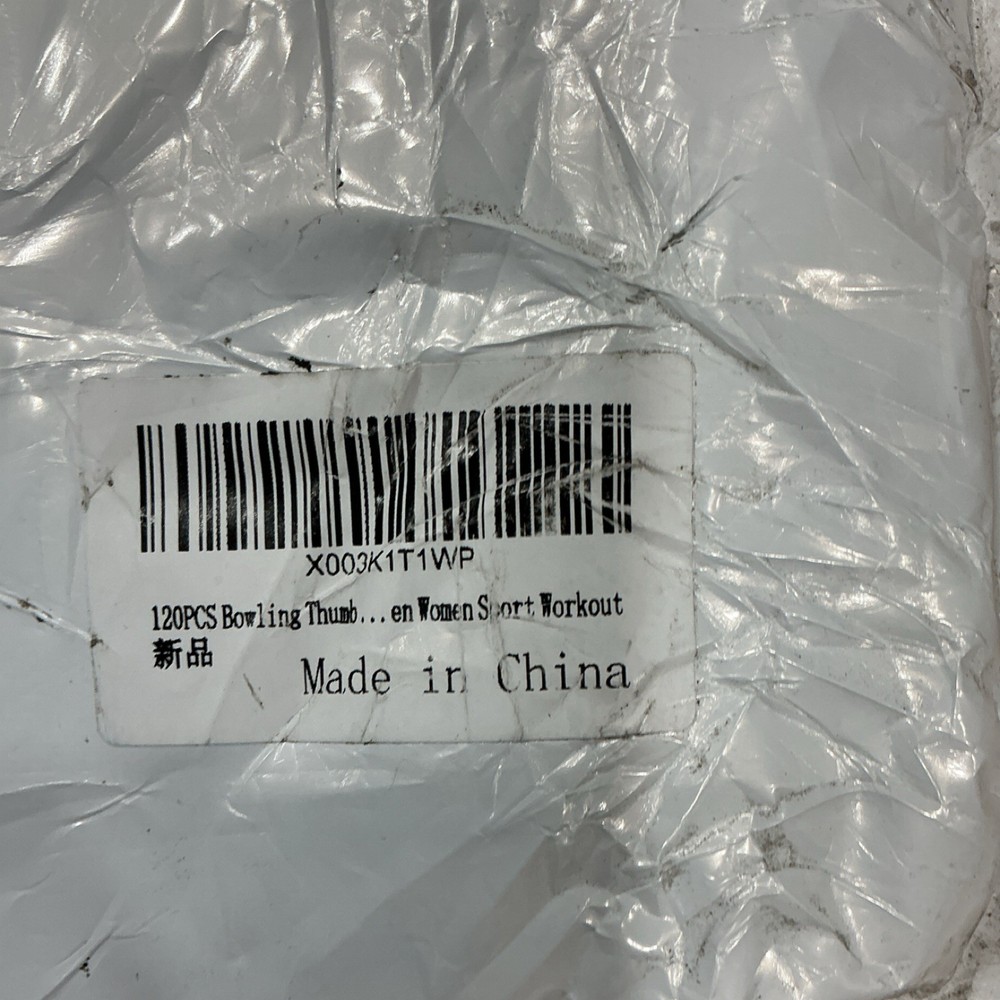 X003K1T1WP
120PCS Bowling Thumb...en Women Sport Workout
新品
Made in China